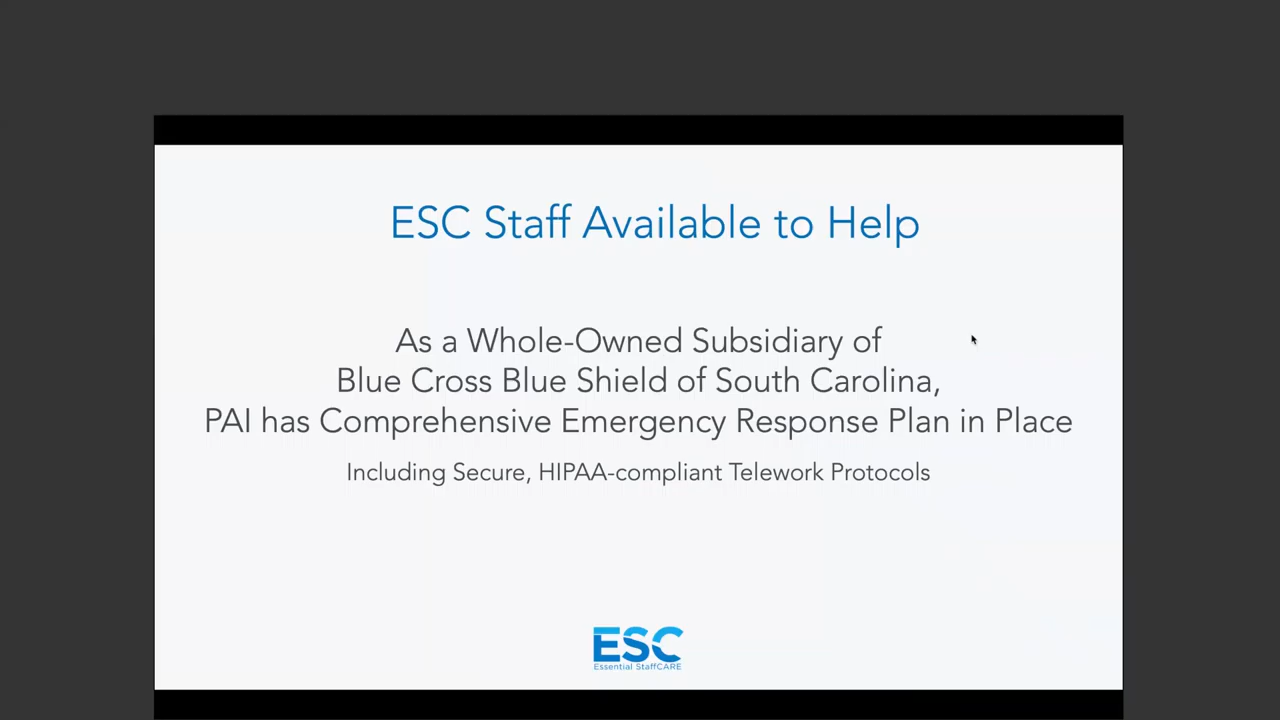 ESC Staff Available to Help
As a Whole-Owned Subsidiary of
Blue Cross Blue Shield of South Carolina,
PAI has Comprehensive Emergency Response Plan in Place
Including Secure, HIPAA-compliant Telework Protocols
ESC
Essential StaffCARE